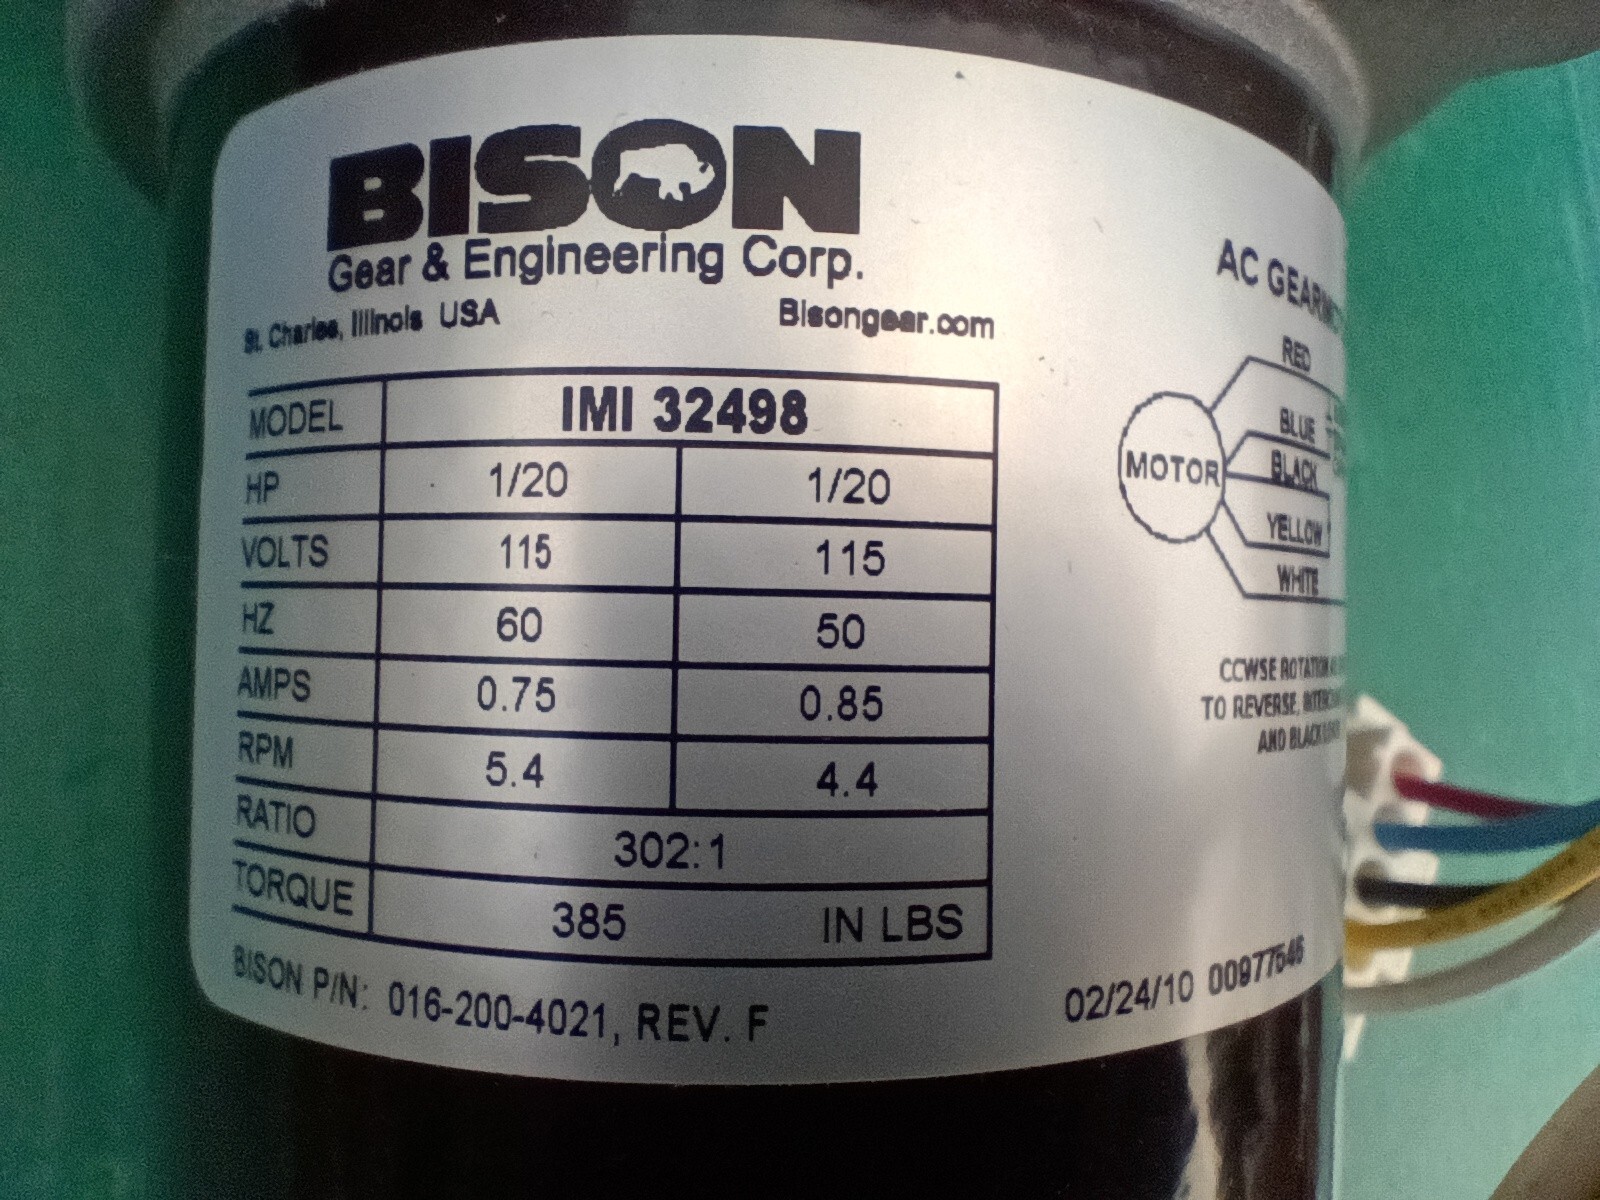 BISON
Gear & Engineering Corp.
St. Charles, Illinois USA Bisongear.com
MODEL IMI 32498
HP 1/20 1/20
VOLTS 115 115
HZ 60 50
AMPS 0.75 0.85
RPM 5.4 4.4
RATIO 302:1
TORQUE 385 IN LBS
BISON P/N: 016-200-4021, REV. F
AC
RED
BLUE
BLACK
MOTOR
YELLOW
WHITE
CCWSE ROTATION
TO REVERSE,
AND BLACK
02/24/10 00977546